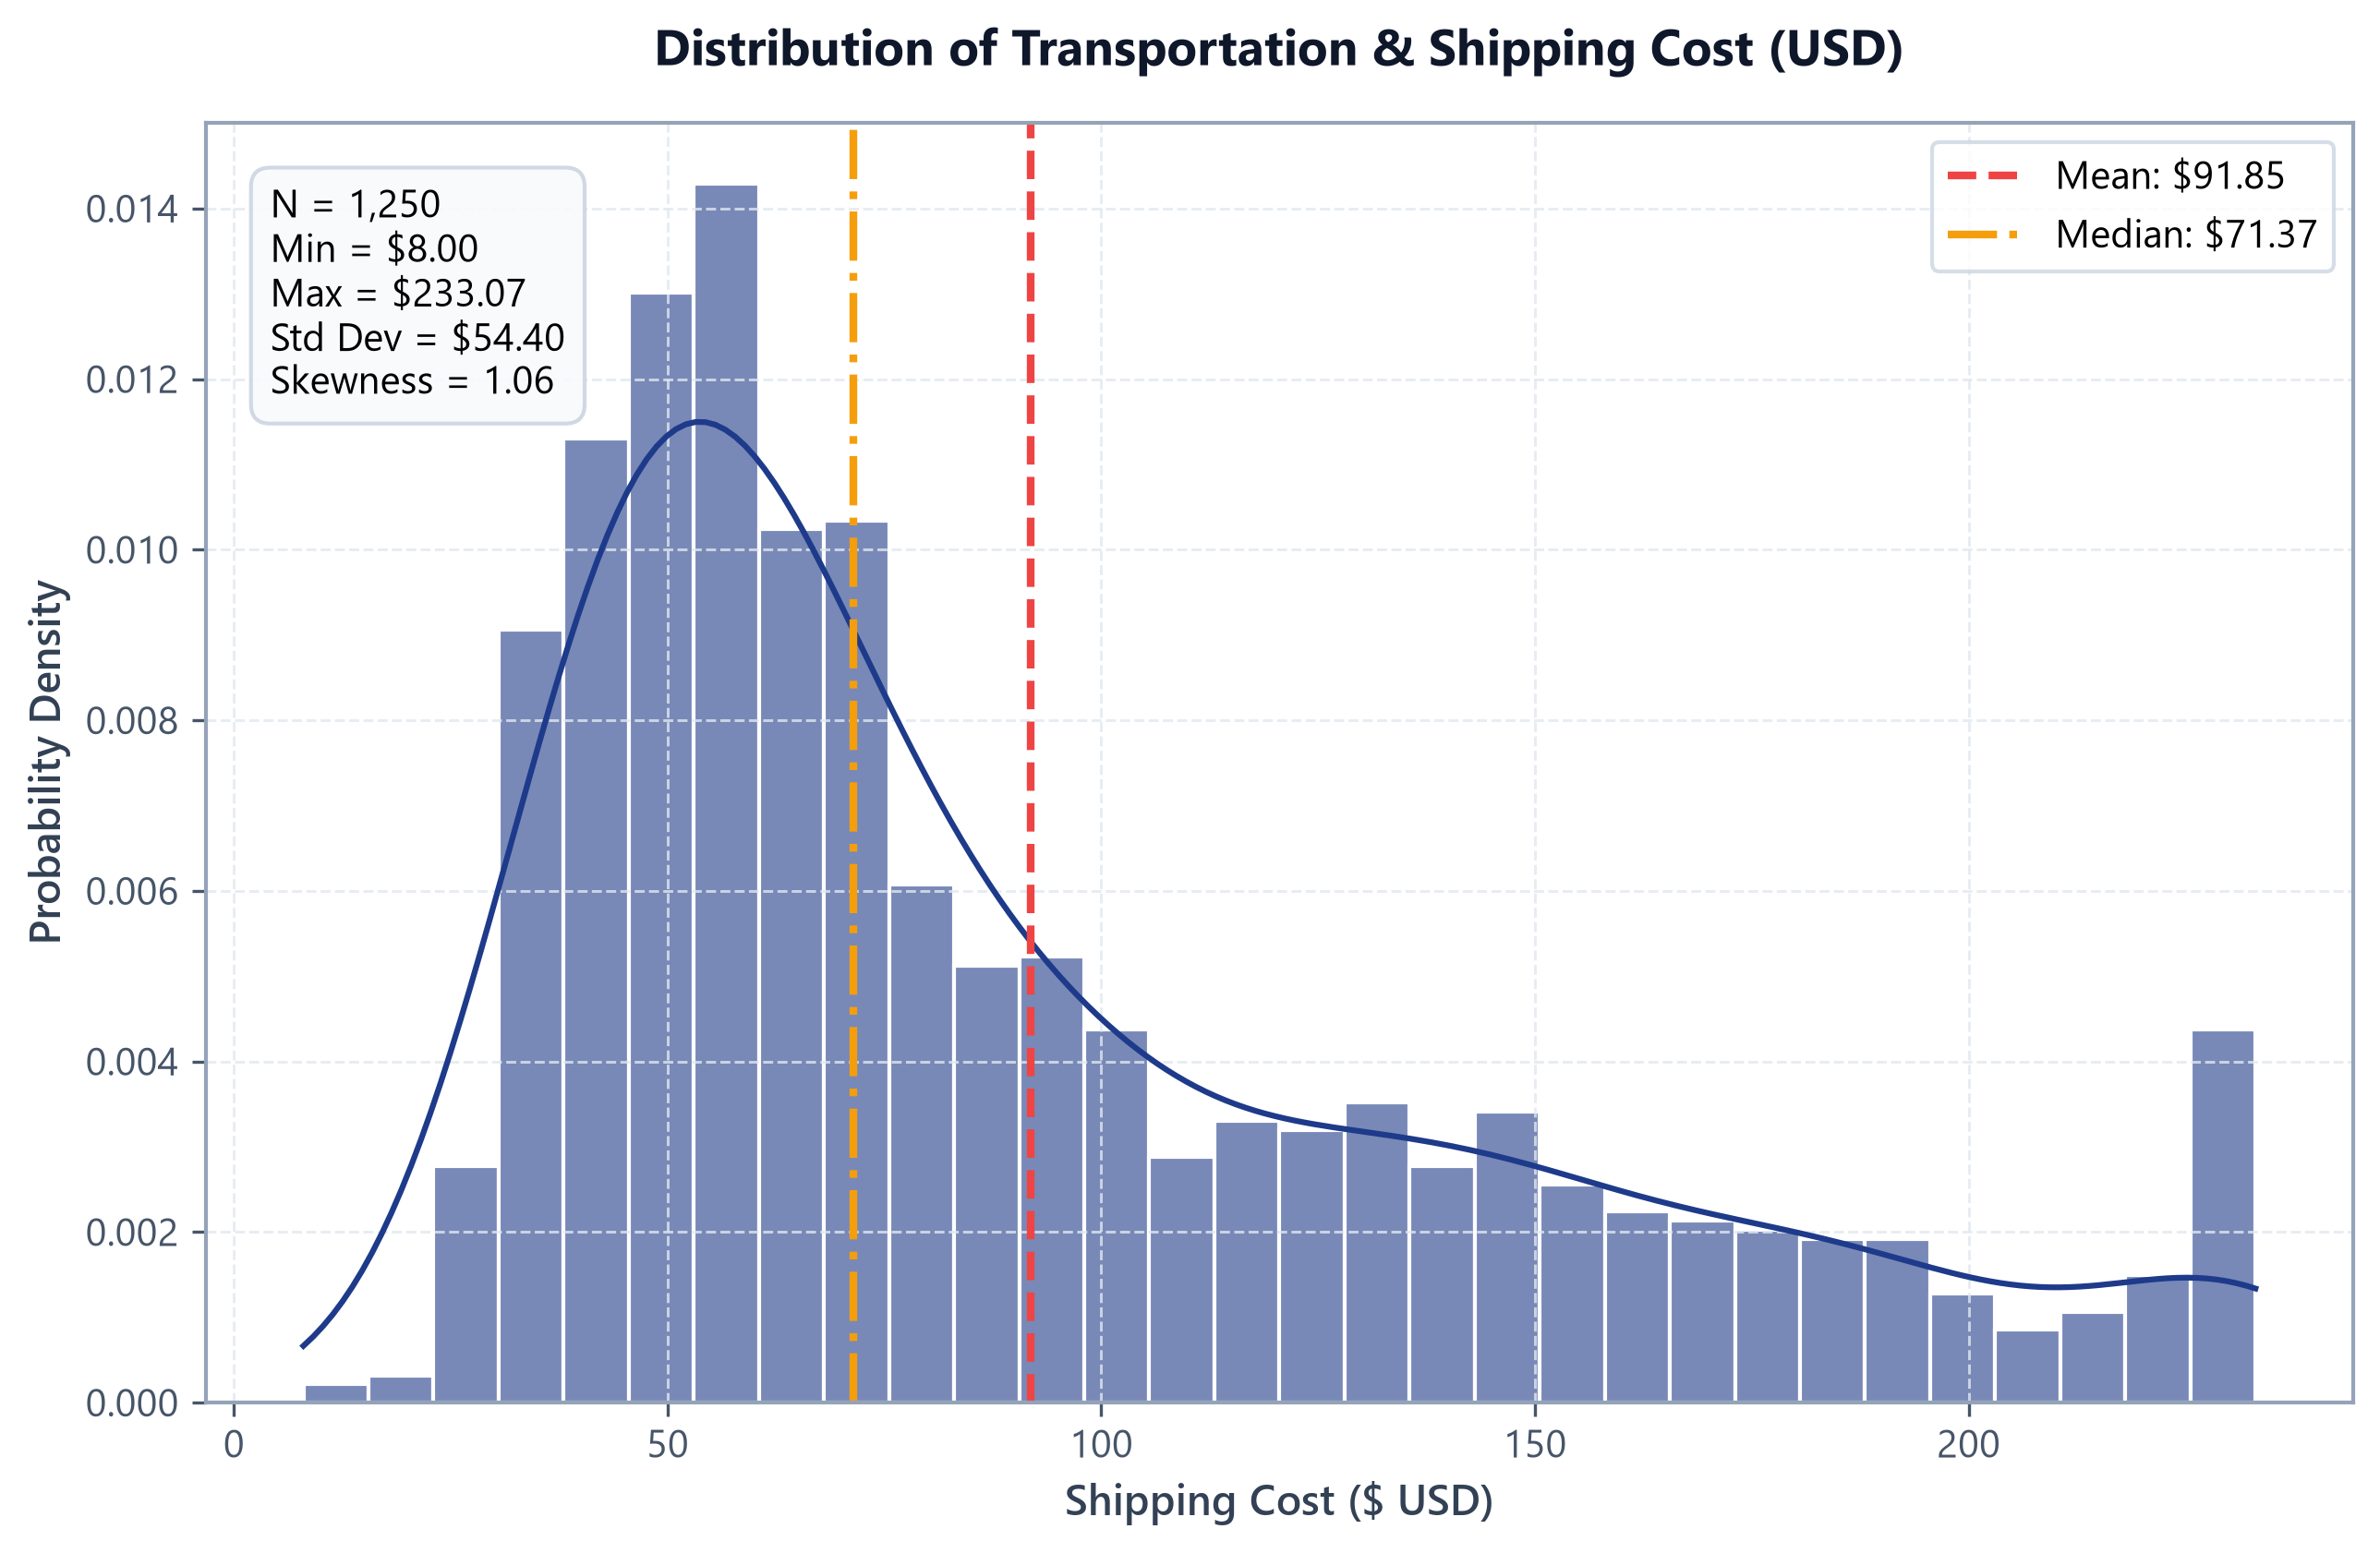 Distribution of Transportation & Shipping Cost (USD)
N = 1,250
Min = $8.00
Max = $233.07
Std Dev = $54.40
Skewness = 1.06
Mean: $91.85
Median: $71.37
Probability Density
0.014
0.012
0.010
0.008
0.006
0.004
0.002
0.000
0
50
100
150
200
Shipping Cost ($ USD)